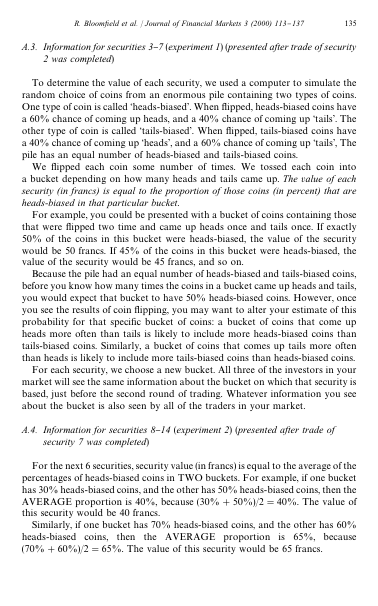 R. Bloomfield et al. / Journal of Financial Markets 3 (2000) 113–137 135
A.3. Information for securities 3–7 (experiment 1) (presented after trade of security
2 was completed)
To determine the value of each security, we used a computer to simulate the
random choice of coins from an enormous pile containing two types of coins.
One type of coin is called ‘heads-biased’. When flipped, heads-biased coins have
a 60% chance of coming up heads, and a 40% chance of coming up ‘tails’. The
other type of coin is called ‘tails-biased’. When flipped, tails-biased coins have
a 40% chance of coming up ‘heads’, and a 60% chance of coming up ‘tails’, The
pile has an equal number of heads-biased and tails-biased coins.
We flipped each coin some number of times. We tossed each coin into
a bucket depending on how many heads and tails came up. The value of each
security (in francs) is equal to the proportion of those coins (in percent) that are
heads-biased in that particular bucket.
For example, you could be presented with a bucket of coins containing those
that were flipped two time and came up heads once and tails once. If exactly
50% of the coins in this bucket were heads-biased, the value of the security
would be 50 francs. If 45% of the coins in this bucket were heads-biased, the
value of the security would be 45 francs, and so on.
Because the pile had an equal number of heads-biased and tails-biased coins,
before you know how many times the coins in a bucket came up heads and tails,
you would expect that bucket to have 50% heads-biased coins. However, once
you see the results of coin flipping, you may want to alter your estimate of this
probability for that specific bucket of coins: a bucket of coins that come up
heads more often than tails is likely to include more heads-biased coins than
tails-biased coins. Similarly, a bucket of coins that comes up tails more often
than heads is likely to include more tails-biased coins than heads-biased coins.
For each security, we choose a new bucket. All three of the investors in your
market will see the same information about the bucket on which that security is
based, just before the second round of trading. Whatever information you see
about the bucket is also seen by all of the traders in your market.
A.4. Information for securities 8–14 (experiment 2) (presented after trade of
security 7 was completed)
For the next 6 securities, security value (in francs) is equal to the average of the
percentages of heads-biased coins in TWO buckets. For example, if one bucket
has 30% heads-biased coins, and the other has 50% heads-biased coins, then the
AVERAGE proportion is 40%, because (30% + 50%)/2 = 40%. The value of
this security would be 40 francs.
Similarly, if one bucket has 70% heads-biased coins, and the other has 60%
heads-biased coins, then the AVERAGE proportion is 65%, because
(70% + 60%)/2 = 65%. The value of this security would be 65 francs.